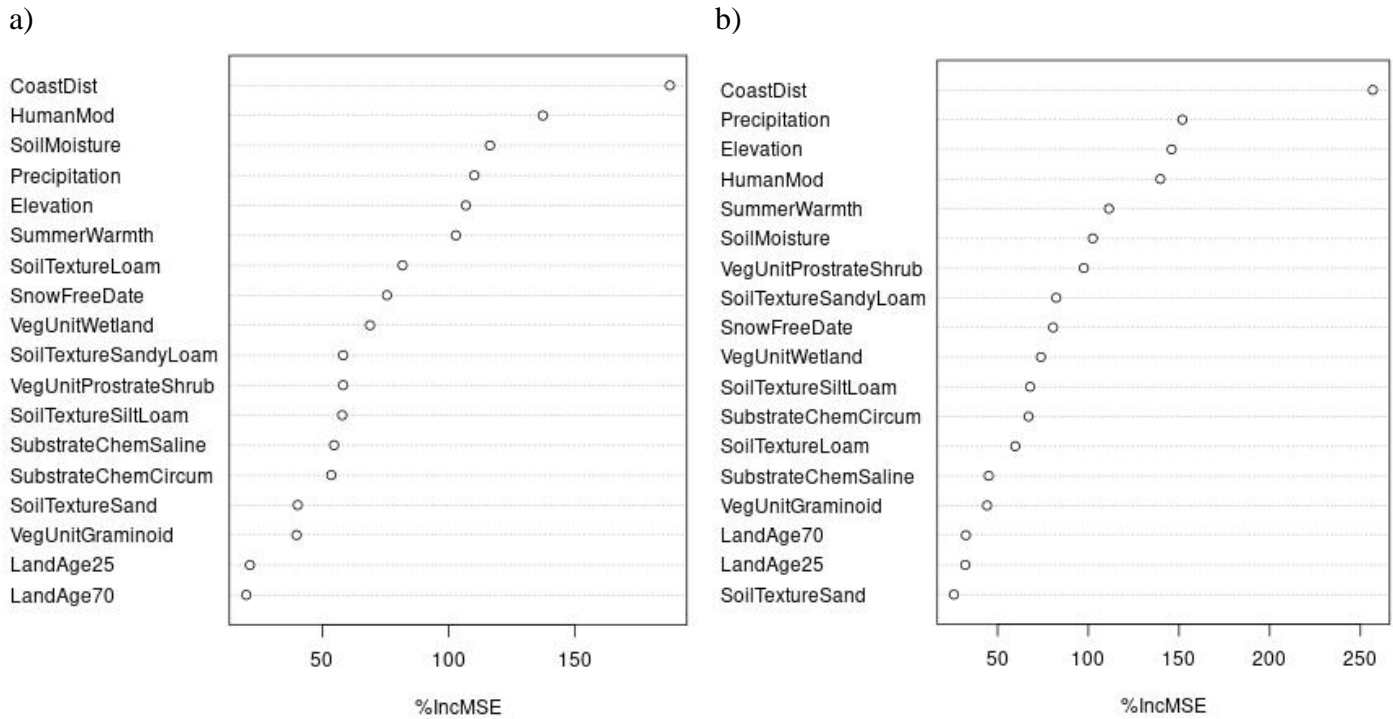 a)
CoastDist
HumanMod
SoilMoisture
Precipitation
Elevation
SummerWarmth
SoilTextureLoam
SnowFreeDate
VegUnitWetland
SoilTextureSandyLoam
VegUnitProstrateShrub
SoilTextureSiltLoam
SubstrateChemSaline
SubstrateChemCircum
SoilTextureSand
VegUnitGraminoid
LandAge25
LandAge70
50 100 150
%IncMSE
b)
CoastDist
Precipitation
Elevation
HumanMod
SummerWarmth
SoilMoisture
VegUnitProstrateShrub
SoilTextureSandyLoam
SnowFreeDate
VegUnitWetland
SoilTextureSiltLoam
SubstrateChemCircum
SoilTextureLoam
SubstrateChemSaline
VegUnitGraminoid
LandAge70
LandAge25
SoilTextureSand
50 100 150 200 250
%IncMSE